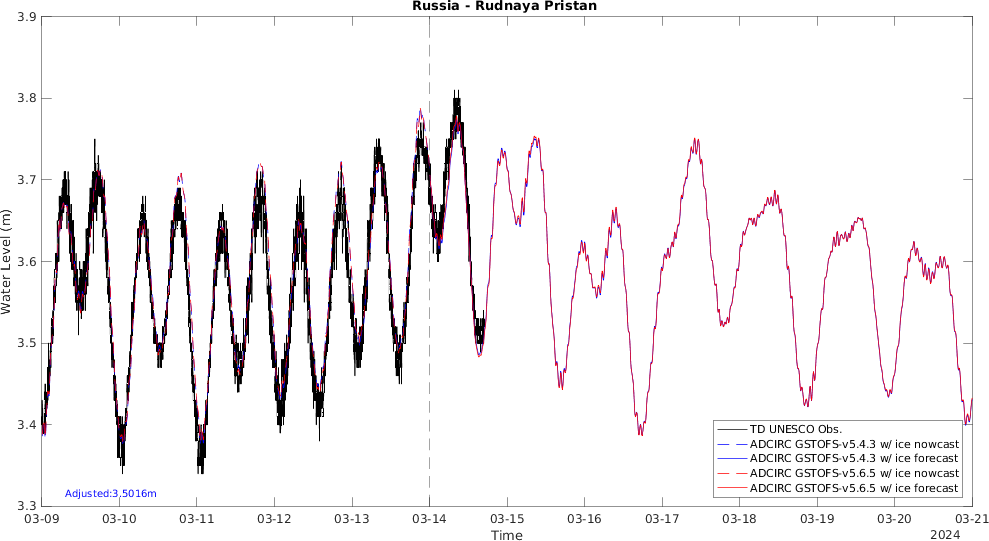 Russia - Rudnaya Pristan
3.9
3.8
3.7
3.6
3.5
3.4
3.3
Water Level (m)
Adjusted:3.5016m
TD UNESCO Obs.
ADCIRC GSTOFS-v5.4.3 w/ ice nowcast
ADCIRC GSTOFS-v5.4.3 w/ ice forecast
ADCIRC GSTOFS-v5.6.5 w/ ice nowcast
ADCIRC GSTOFS-v5.6.5 w/ ice forecast
03-09 03-10 03-11 03-12 03-13 03-14 03-15 03-16 03-17 03-18 03-19 03-20 03-21
Time
2024